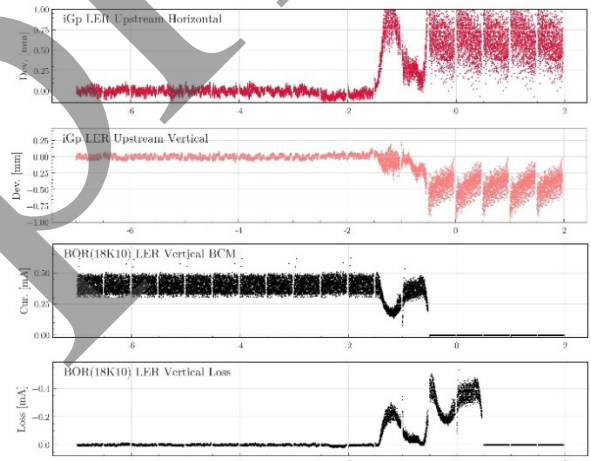 1.00
iGp LER Upstream Horizontal
0.75
0.50
0.25
0.00
Dev. [mm]
-6 -4 -2 0 2
iGp LER Upstream Vertical
0.25
0.00
-0.25
-0.50
-0.75
-1.00
Dev. [mm]
-6 -4 -2 0 2
BOR(18K10) LER Vertical BCM
0.50
0.25
0.00
Cur. [mA]
-6 -4 -2 0 2
BOR(18K10) LER Vertical Loss
-0.4
-0.2
0.0
Loss [mA]